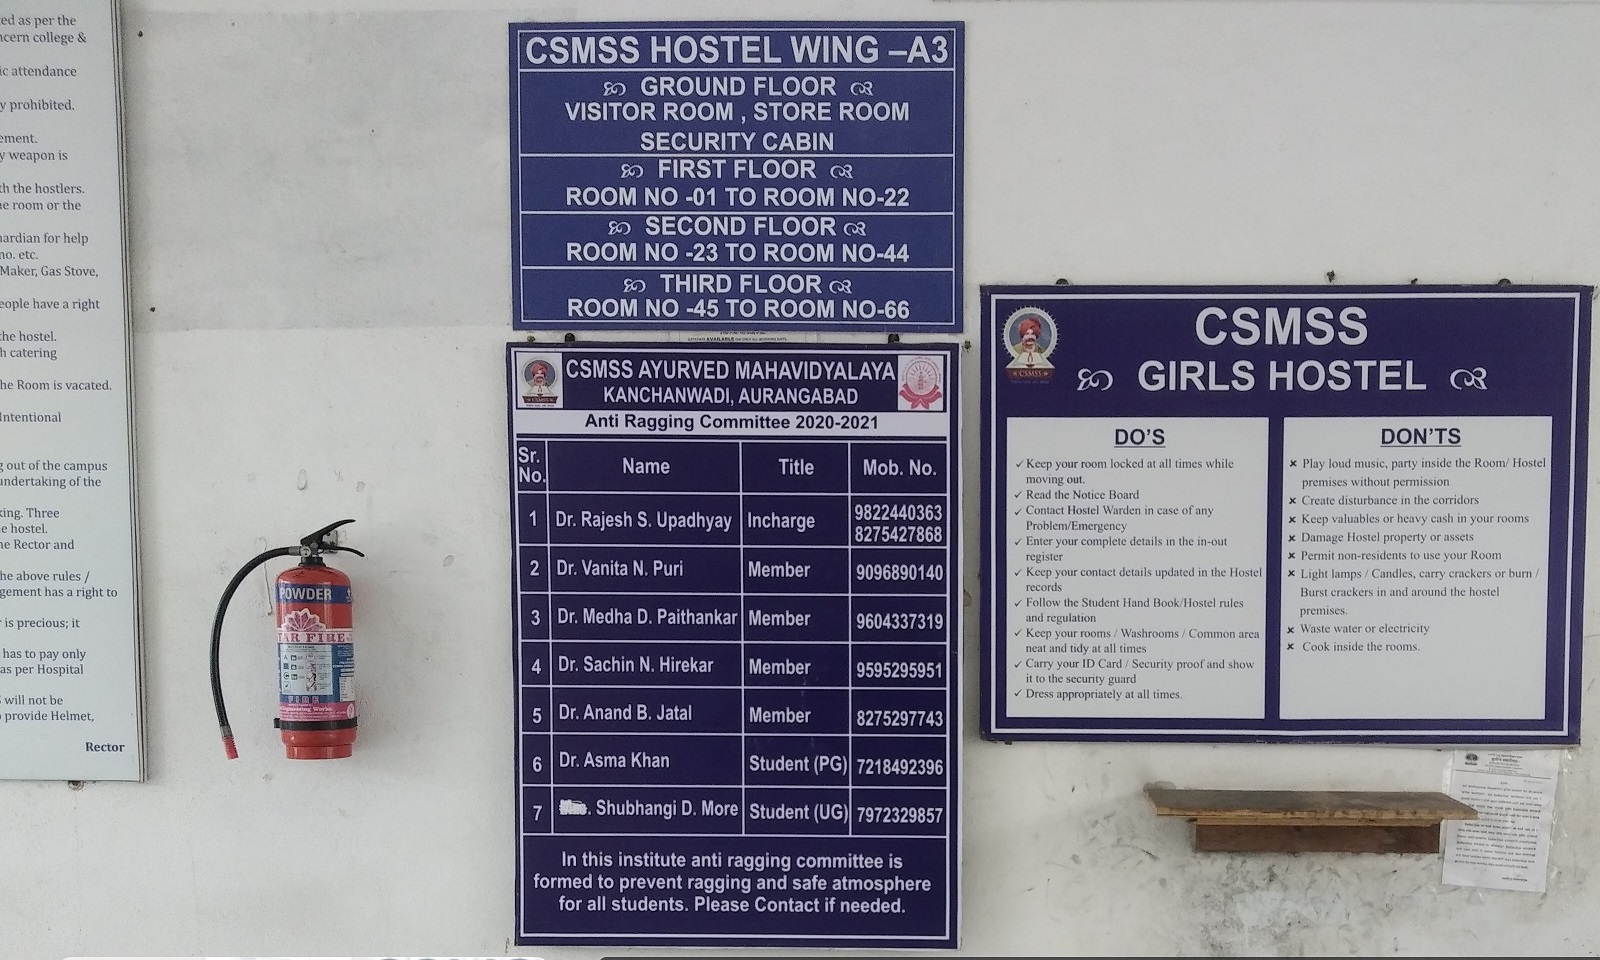 ed as per the
ncern college &
ic attendance
y prohibited.
ement.
y weapon is
th the hostlers.
he room or the
uardian for help
no. etc.
Maker, Gas Stove,
eople have a right
the hostel.
h catering
he Room is vacated.
Intentional
g out of the campus
undertaking of the
king. Three
e hostel.
he Rector and
he above rules /
gement has a right to
r is precious; it
has to pay only
as per Hospital
S will not be
o provide Helmet,
Rector
POWDER
TAR FIRE
FIRE
CSMSS HOSTEL WING –A3
GROUND FLOOR
VISITOR ROOM , STORE ROOM
SECURITY CABIN
FIRST FLOOR
ROOM NO -01 TO ROOM NO-22
SECOND FLOOR
ROOM NO -23 TO ROOM NO-44
THIRD FLOOR
ROOM NO -45 TO ROOM NO-66
CSMSS AYURVED MAHAVIDYALAYA
KANCHANWADI, AURANGABAD
Anti Ragging Committee 2020-2021
Sr. No. Name Title Mob. No.
1 Dr. Rajesh S. Upadhyay Incharge 9822440363
8275427868
2 Dr. Vanita N. Puri Member 9096890140
3 Dr. Medha D. Paithankar Member 9604337319
4 Dr. Sachin N. Hirekar Member 9595295951
5 Dr. Anand B. Jatal Member 8275297743
6 Dr. Asma Khan Student (PG) 7218492396
7 . Shubhangi D. More Student (UG) 7972329857
In this institute anti ragging committee is
formed to prevent ragging and safe atmosphere
for all students. Please Contact if needed.
CSMSS
CSMSS
GIRLS HOSTEL
DO'S
✓ Keep your room locked at all times while
moving out.
✓ Read the Notice Board
✓ Contact Hostel Warden in case of any
Problem/Emergency
✓ Enter your complete details in the in-out
register
✓ Keep your contact details updated in the Hostel
records
✓ Follow the Student Hand Book/Hostel rules
and regulation
✓ Keep your rooms / Washrooms / Common area
neat and tidy at all times
✓ Carry your ID Card / Security proof and show
it to the security guard
✓ Dress appropriately at all times.
DON'TS
✘ Play loud music, party inside the Room/ Hostel
premises without permission
✘ Create disturbance in the corridors
✘ Keep valuables or heavy cash in your rooms
✘ Damage Hostel property or assets
✘ Permit non-residents to use your Room
✘ Light lamps / Candles, carry crackers or burn /
Burst crackers in and around the hostel
premises.
✘ Waste water or electricity
✘ Cook inside the rooms.